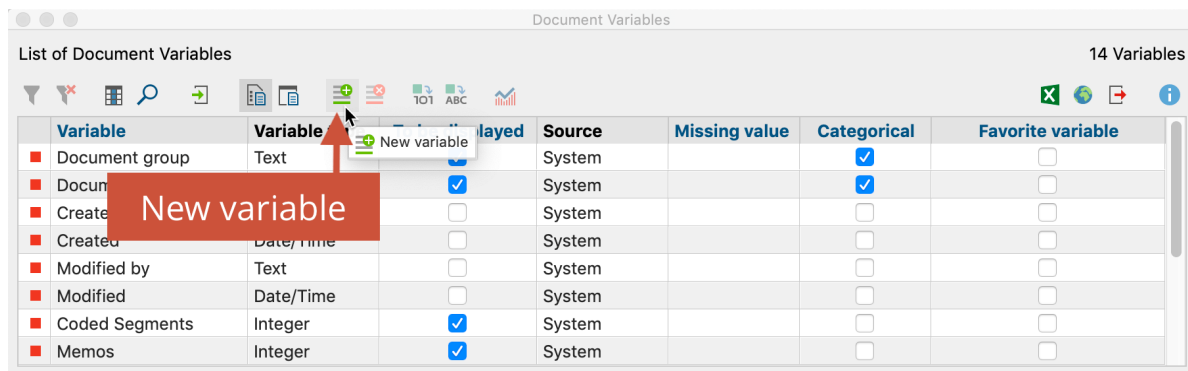 Document Variables
List of Document Variables 14 Variables
101 ABC
Variable Variable displayed Source Missing value Categorical Favorite variable
New variable
Document group Text System
System
New variable
Create System
Created Date/Time System
Modified by Text System
Modified Date/Time System
Coded Segments Integer System
Memos Integer System